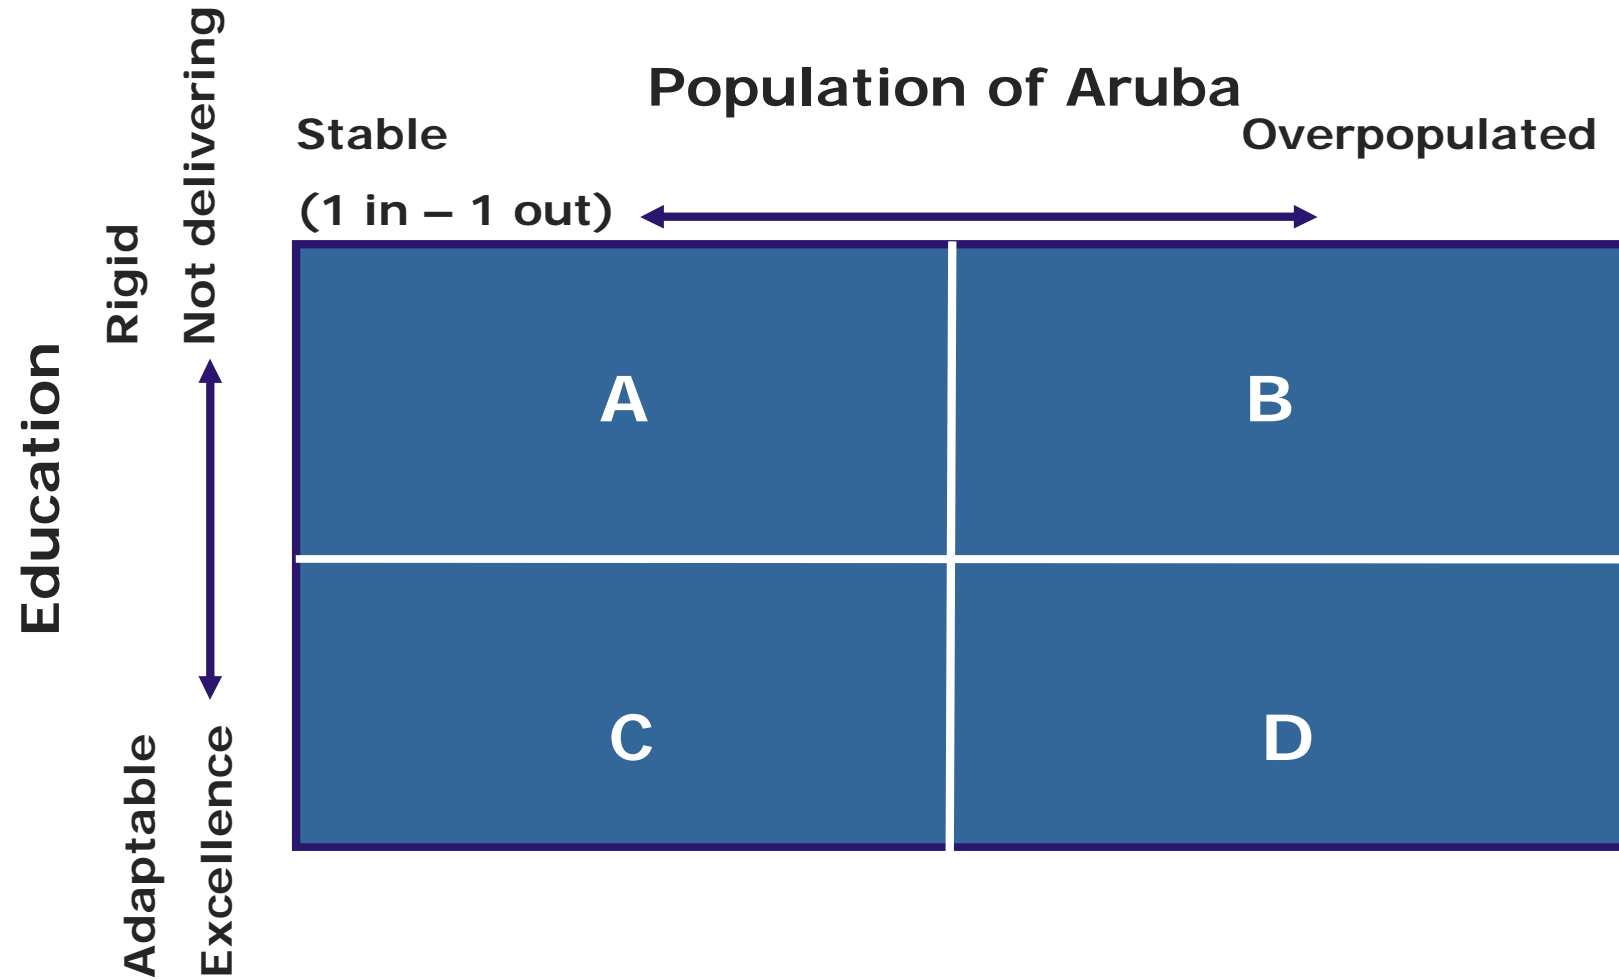 Population of Aruba
Stable
Overpopulated
(1 in – 1 out)
Education
Rigid
Not delivering
Adaptable
Excellence
A
B
C
D